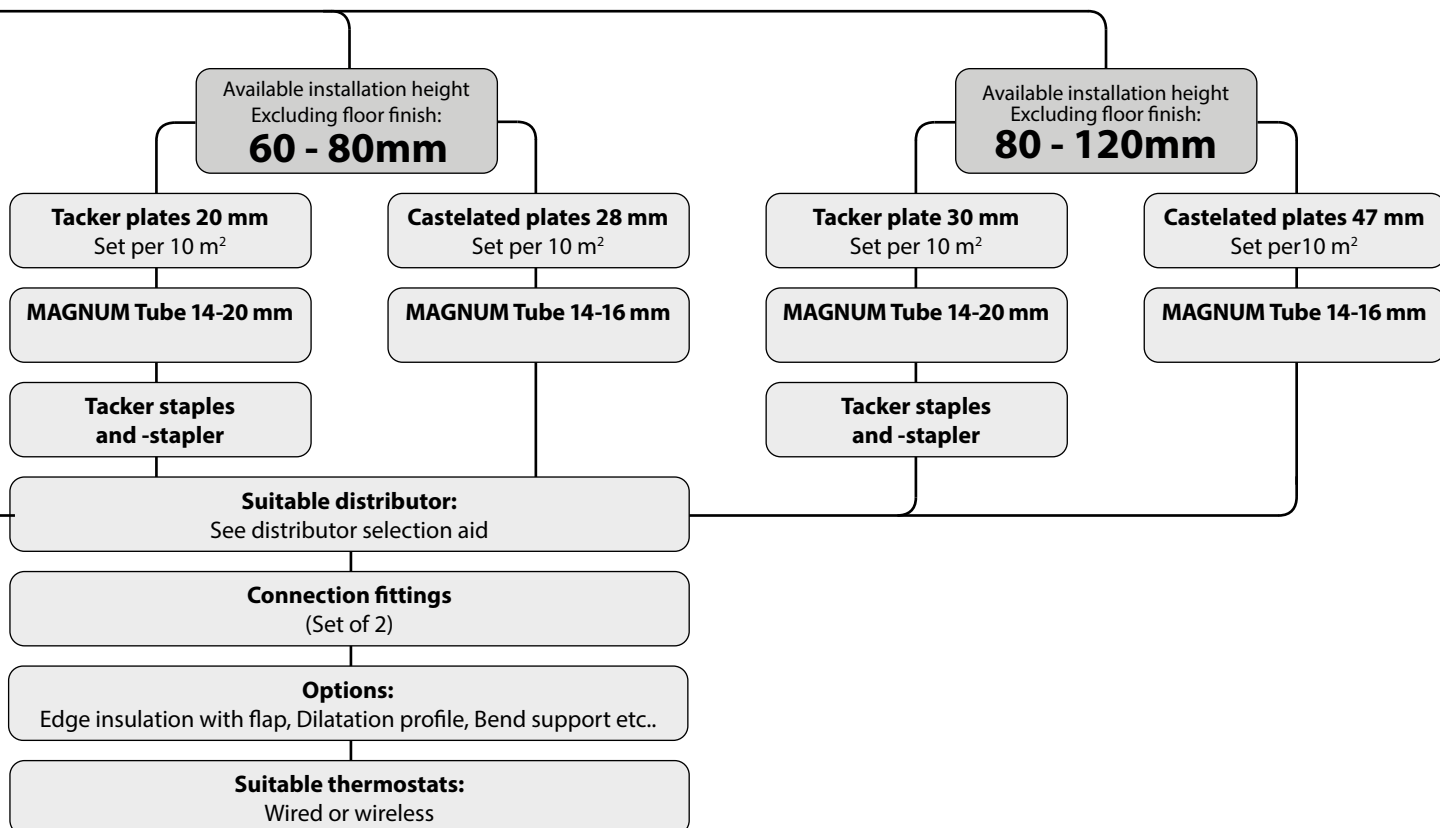 Available installation height
Excluding floor finish:
60 - 80mm
Available installation height
Excluding floor finish:
80 - 120mm
Tacker plates 20 mm
Set per 10 m²
Castelated plates 28 mm
Set per 10 m²
Tacker plate 30 mm
Set per 10 m²
Castelated plates 47 mm
Set per10 m²
MAGNUM Tube 14-20 mm
MAGNUM Tube 14-16 mm
MAGNUM Tube 14-20 mm
MAGNUM Tube 14-16 mm
Tacker staples
and -stapler
Tacker staples
and -stapler
Suitable distributor:
See distributor selection aid
Connection fittings
(Set of 2)
Options:
Edge insulation with flap, Dilatation profile, Bend support etc..
Suitable thermostats:
Wired or wireless